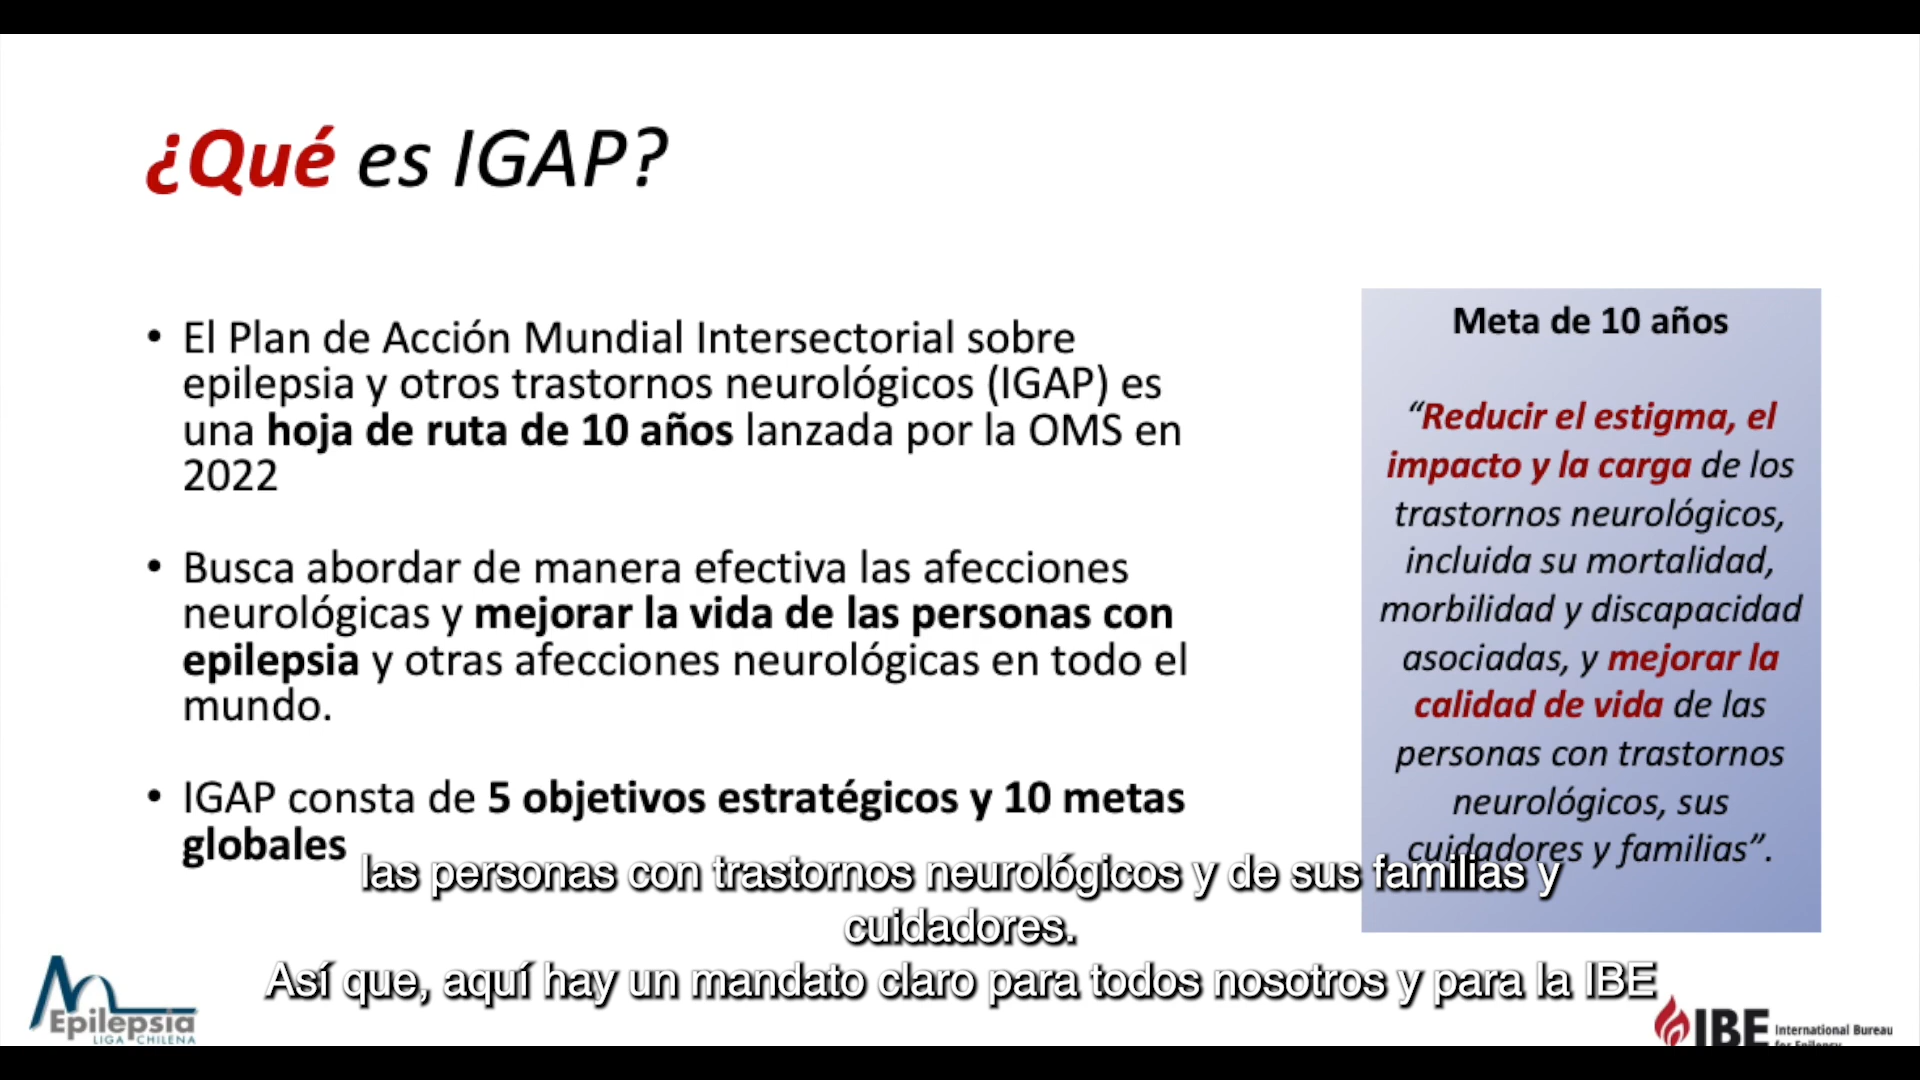 ¿Qué es IGAP?
• El Plan de Acción Mundial Intersectorial sobre
epilepsia y otros trastornos neurológicos (IGAP) es
una hoja de ruta de 10 años lanzada por la OMS en
2022
• Busca abordar de manera efectiva las afecciones
neurológicas y mejorar la vida de las personas con
epilepsia y otras afecciones neurológicas en todo el
mundo.
• IGAP consta de 5 objetivos estratégicos y 10 metas
globales
Meta de 10 años
“Reducir el estigma, el
impacto y la carga de los
trastornos neurológicos,
incluida su mortalidad,
morbilidad y discapacidad
asociadas, y mejorar la
calidad de vida de las
personas con trastornos
neurológicos, sus
cuidadores y familias”.
las personas con trastornos neurológicos y de sus familias y
cuidadores.
Así que, aquí hay un mandato claro para todos nosotros y para la IBE
Epilepsia
LIGA CHILENA
IBE
International Bureau
for Epilepsy